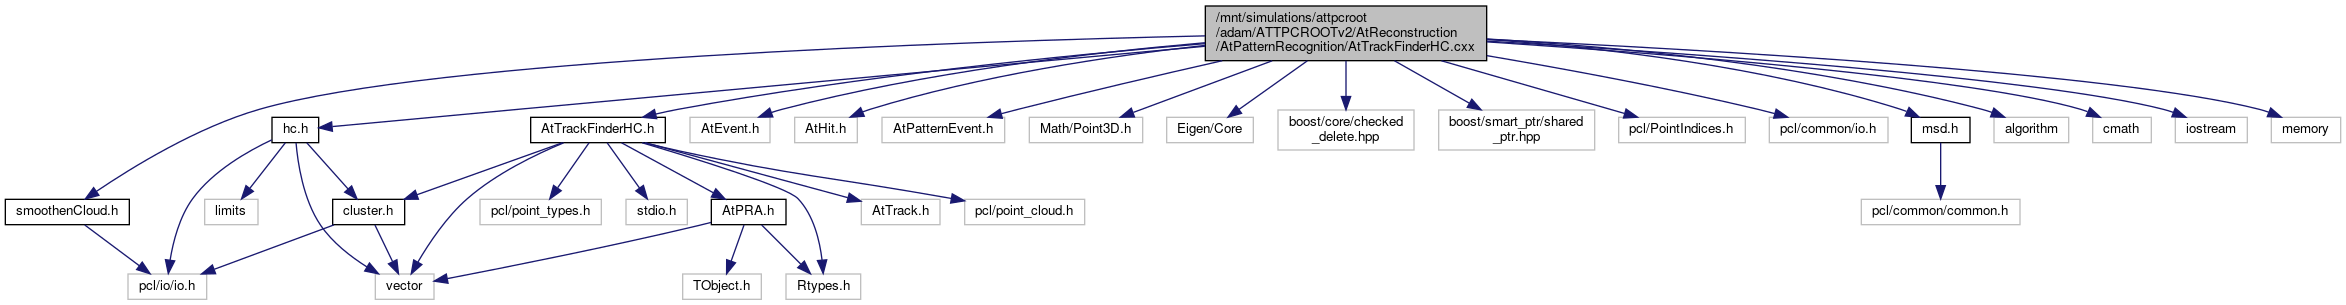 /mnt/simulations/attpcroot
/adam/ATTPCROOTv2/AtReconstruction
/AtPatternRecognition/AtTrackFinderHC.cxx
hc.h
AtTrackFinderHC.h
AtEvent.h
AtHit.h
AtPatternEvent.h
Math/Point3D.h
Eigen/Core
boost/core/checked
_delete.hpp
boost/smart_ptr/shared
_ptr.hpp
pcl/PointIndices.h
pcl/common/io.h
msd.h
algorithm
cmath
iostream
memory
smoothenCloud.h
limits
cluster.h
pcl/point_types.h
stdio.h
AtPRA.h
AtTrack.h
pcl/point_cloud.h
pcl/common/common.h
pcl/io/io.h
vector
TObject.h
Rtypes.h